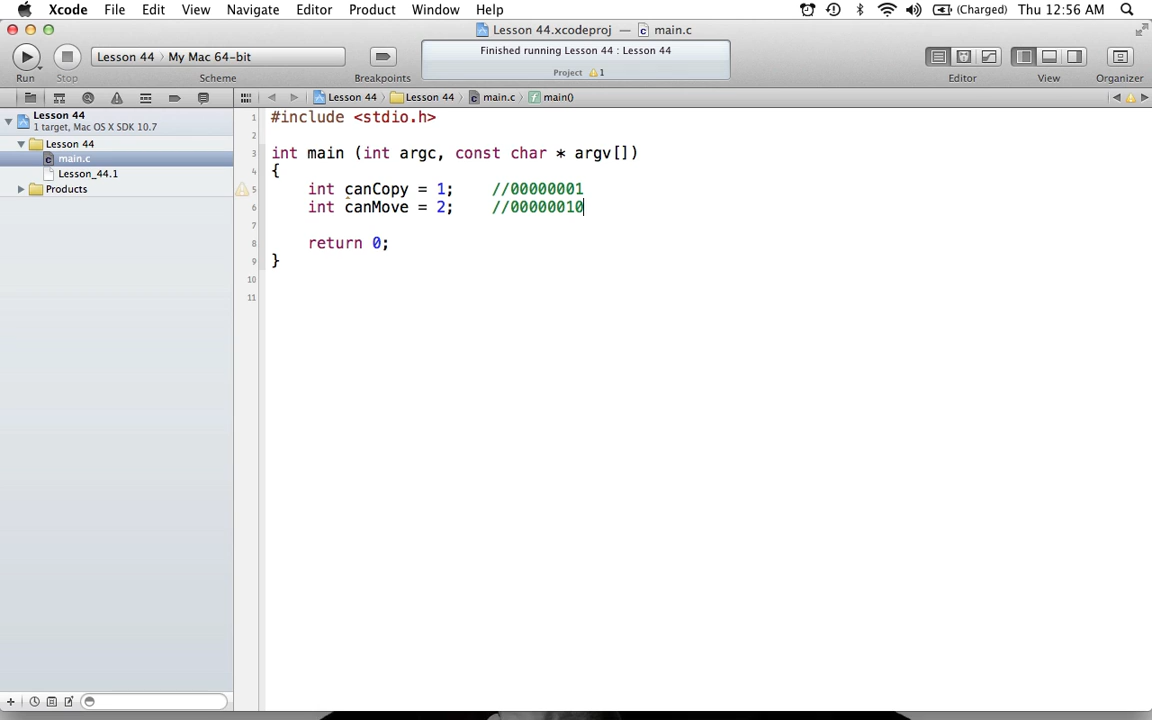 Xcode File Edit View Navigate Editor Product Window Help (Charged) Thu 12:56 AM
Lesson 44.xcodeproj — main.c
Lesson 44 › My Mac 64-bit
Finished running Lesson 44 : Lesson 44
Project 1
Run Stop Scheme Breakpoints Editor View Organizer
Lesson 44
1 target, Mac OS X SDK 10.7
Lesson 44
main.c
Lesson_44.1
Products
Lesson 44 › Lesson 44 › main.c › main()
1 #include <stdio.h>
2
3 int main (int argc, const char * argv[])
4 {
5 int canCopy = 1; //00000001
6 int canMove = 2; //00000010
7
8 return 0;
9 }
10
11